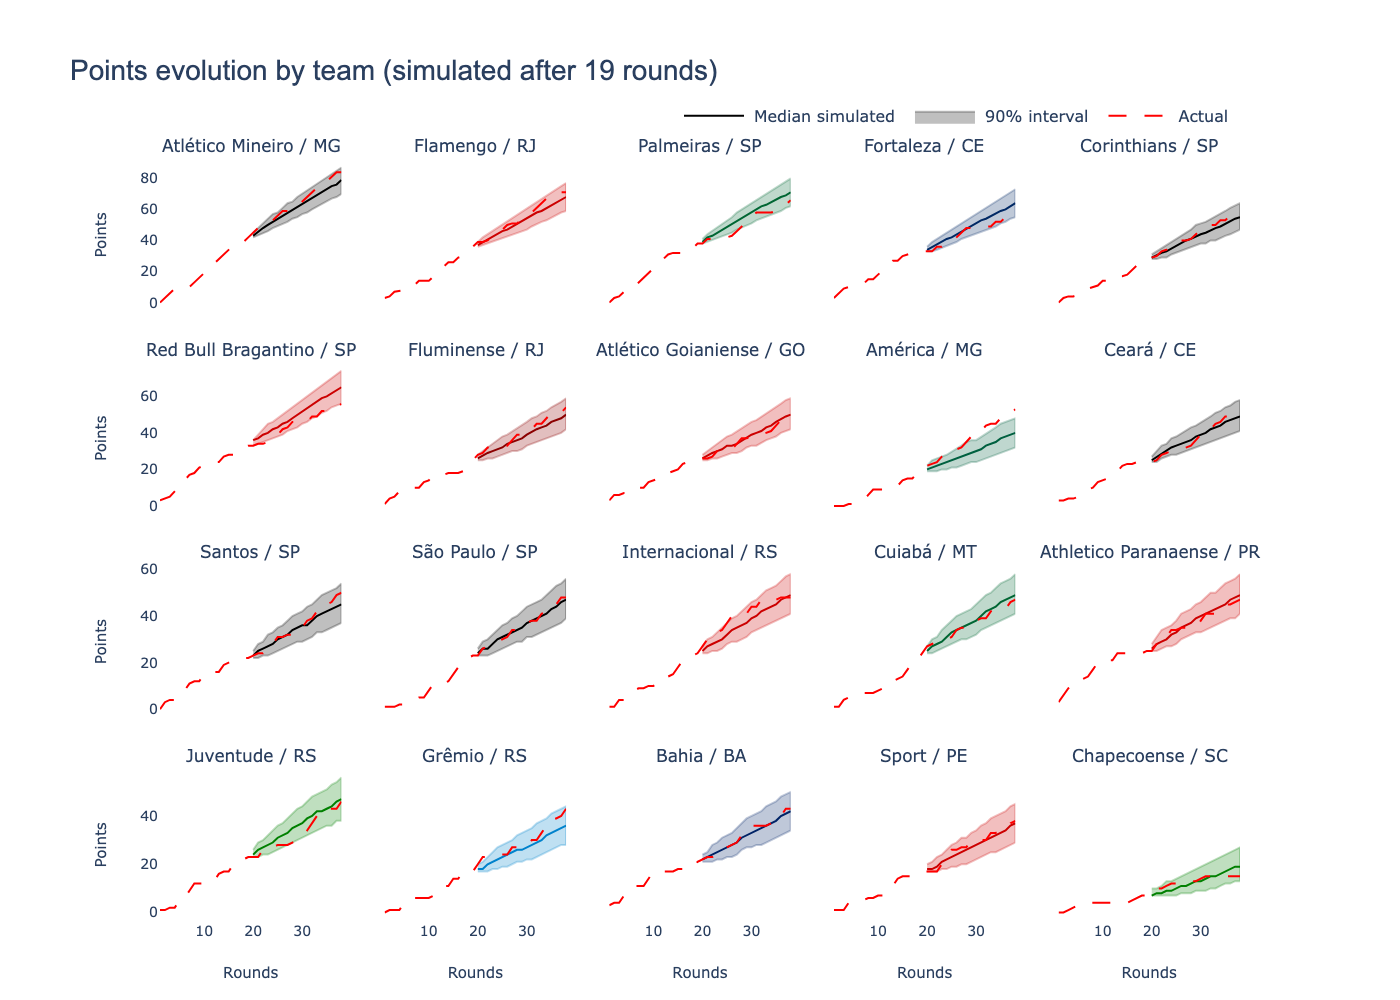 Points evolution by team (simulated after 19 rounds)
Median simulated 90% interval Actual
Atlético Mineiro / MG Flamengo / RJ Palmeiras / SP Fortaleza / CE Corinthians / SP
80
60
40
20
0
Points
Red Bull Bragantino / SP Fluminense / RJ Atlético Goianiense / GO América / MG Ceará / CE
60
40
20
0
Points
Santos / SP São Paulo / SP Internacional / RS Cuiabá / MT Athletico Paranaense / PR
60
40
20
0
Points
Juventude / RS Grêmio / RS Bahia / BA Sport / PE Chapecoense / SC
40
20
0
Points
10 20 30 10 20 30 10 20 30 10 20 30 10 20 30
Rounds Rounds Rounds Rounds Rounds